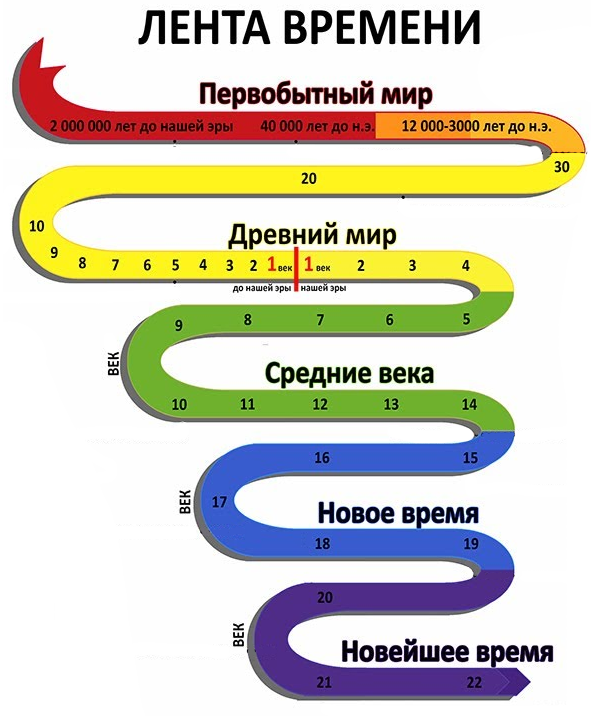 ЛЕНТА ВРЕМЕНИ
Первобытный мир
2 000 000 лет до нашей эры 40 000 лет до н.э. 12 000-3000 лет до н.э.
30
20
10
Древний мир
9 8 7 6 5 4 3 2 1 век 1 век 2 3 4
до нашей эры нашей эры
9 8 7 6 5
ВЕК
Средние века
10 11 12 13 14
16 15
ВЕК
17
Новое время
18 19
20
ВЕК
Новейшее время
21 22